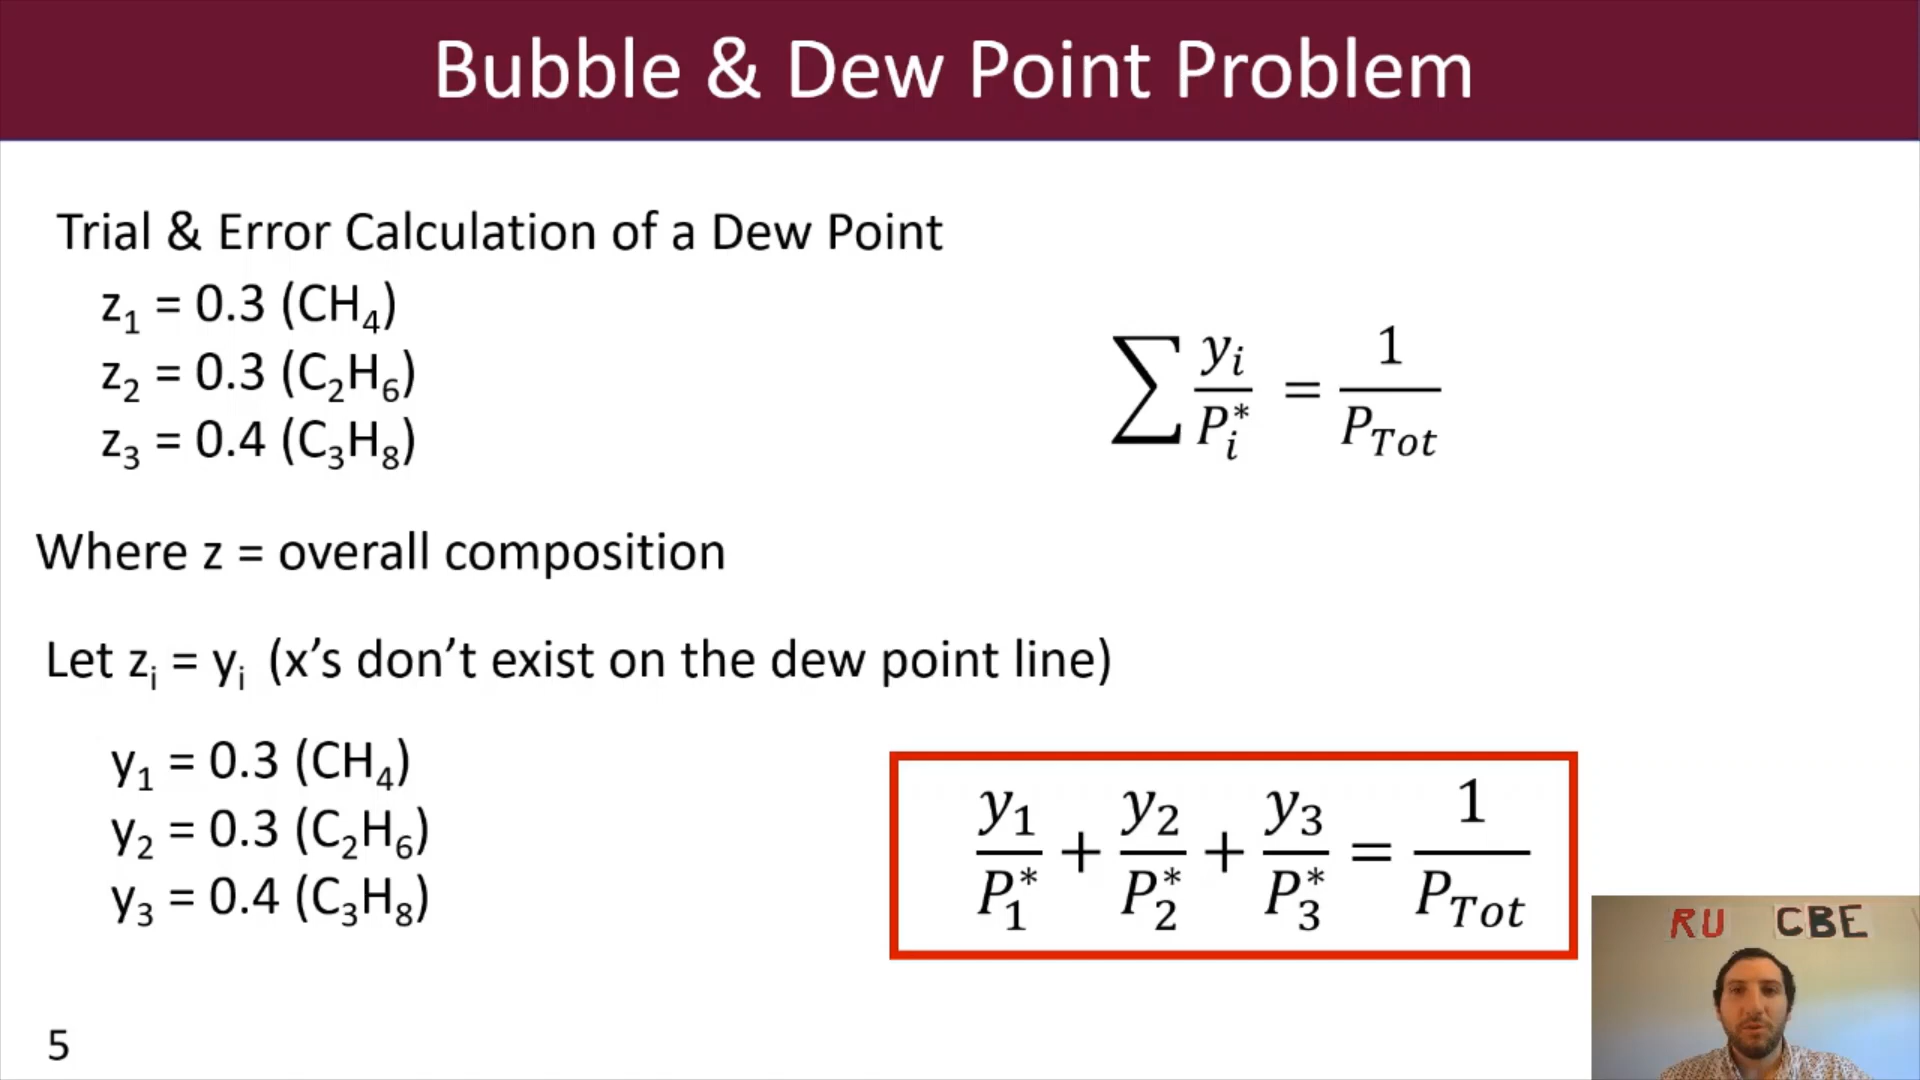 Bubble & Dew Point Problem
Trial & Error Calculation of a Dew Point
z₁ = 0.3 (CH₄)
z₂ = 0.3 (C₂H₆)
z₃ = 0.4 (C₃H₈)
∑ yᵢ/Pᵢ* = 1/P_Tot
Where z = overall composition
Let zᵢ = yᵢ (x’s don’t exist on the dew point line)
y₁ = 0.3 (CH₄)
y₂ = 0.3 (C₂H₆)
y₃ = 0.4 (C₃H₈)
y₁/P₁* + y₂/P₂* + y₃/P₃* = 1/P_Tot
RU CBE
5